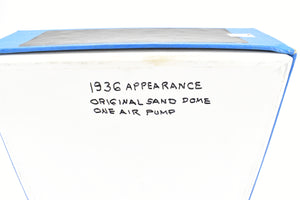 1936 APPEARANCE
ORIGINAL SAND DOME
ONE AIR PUMP